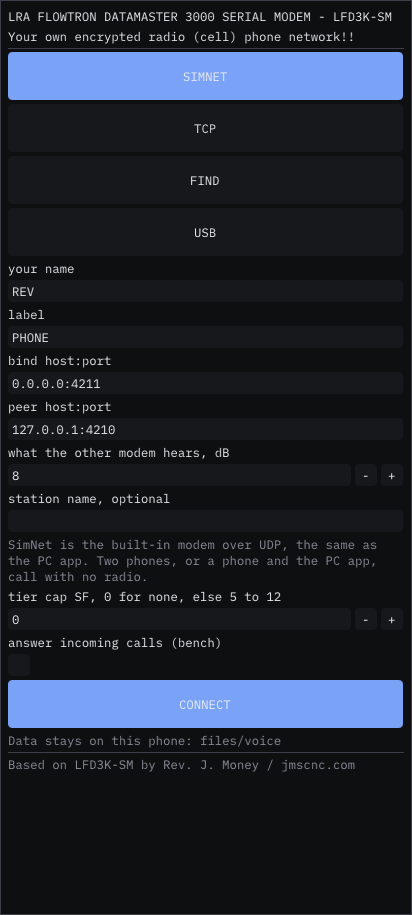 LRA FLOWTRON DATAMASTER 3000 SERIAL MODEM - LFD3K-SM
Your own encrypted radio (cell) phone network!!
SIMNET
TCP
FIND
USB
your name
REV
label
PHONE
bind host:port
0.0.0.0:4211
peer host:port
127.0.0.1:4210
what the other modem hears, dB
8 - +
station name, optional
SimNet is the built-in modem over UDP, the same as
the PC app. Two phones, or a phone and the PC app,
call with no radio.
tier cap SF, 0 for none, else 5 to 12
0 - +
answer incoming calls (bench)
CONNECT
Data stays on this phone: files/voice
Based on LFD3K-SM by Rev. J. Money / jmscnc.com